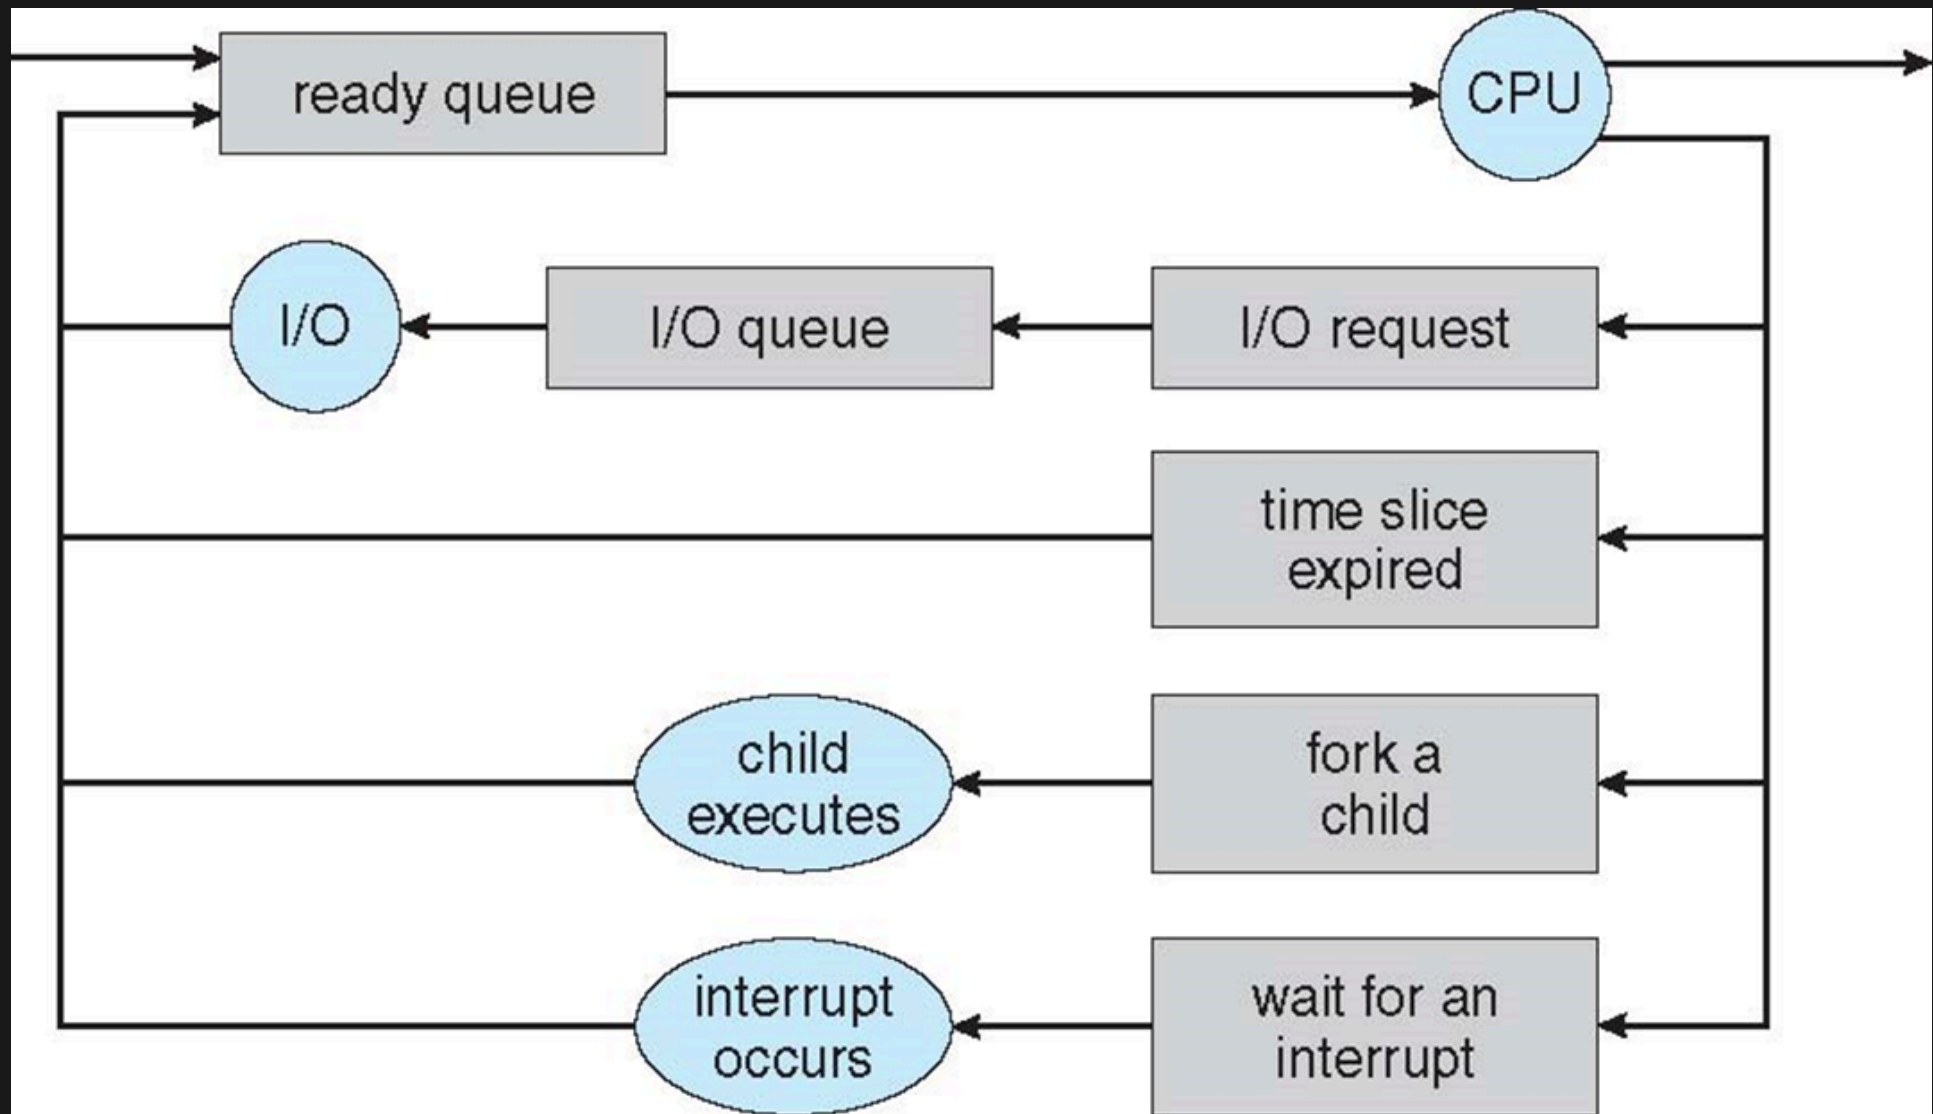 ready queue
CPU
I/O
I/O queue
I/O request
time slice
expired
child
executes
fork a
child
interrupt
occurs
wait for an
interrupt